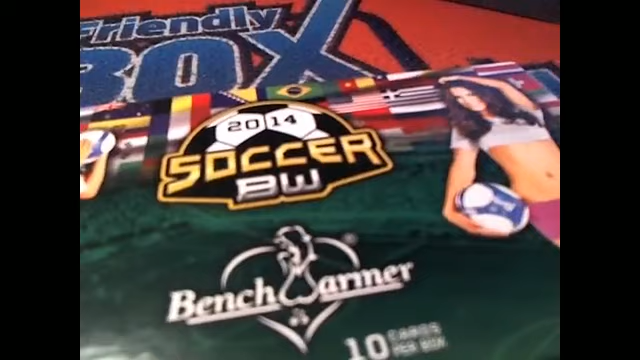 Friendly
BOX
2014
SOCCER
BW
BenchWarmer
10 CARDS
PER BOX